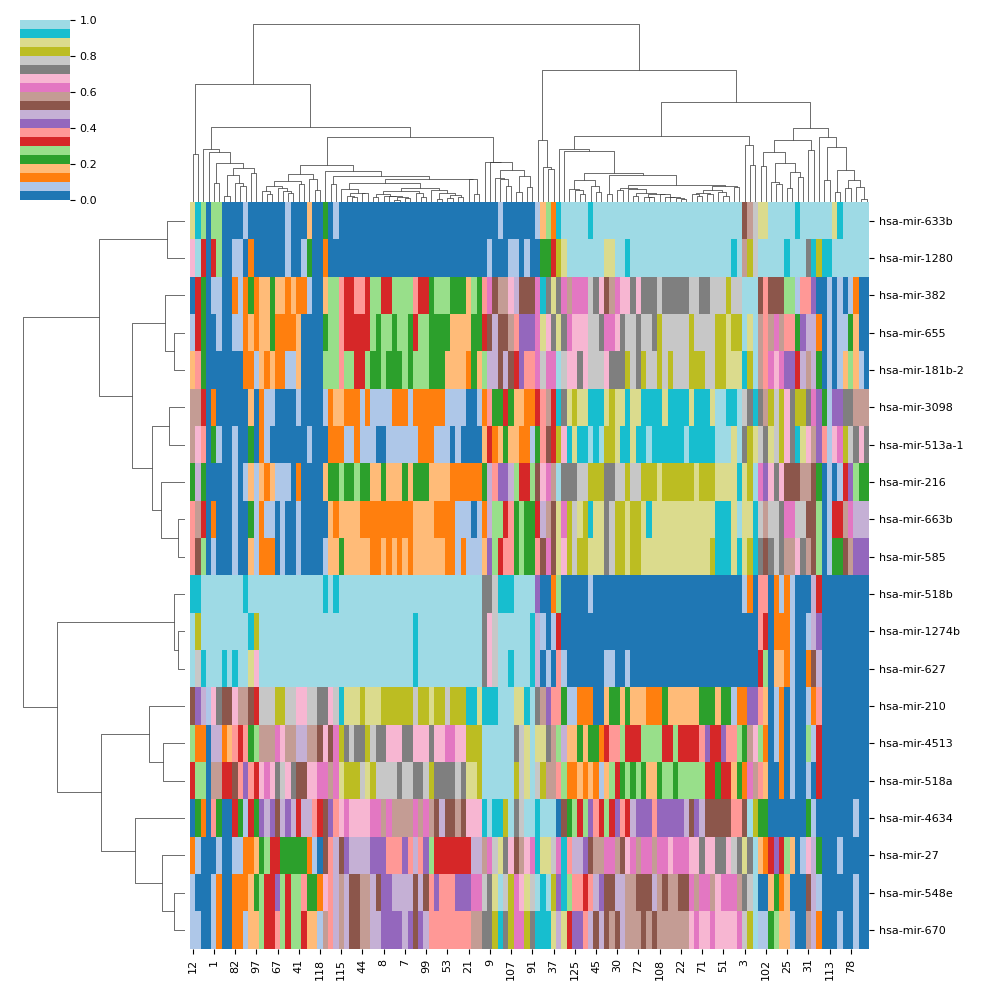 1.0
0.8
0.6
0.4
0.2
0.0
hsa-mir-633b
hsa-mir-1280
hsa-mir-382
hsa-mir-655
hsa-mir-181b-2
hsa-mir-3098
hsa-mir-513a-1
hsa-mir-216
hsa-mir-663b
hsa-mir-585
hsa-mir-518b
hsa-mir-1274b
hsa-mir-627
hsa-mir-210
hsa-mir-4513
hsa-mir-518a
hsa-mir-4634
hsa-mir-27
hsa-mir-548e
hsa-mir-670
12 1 82 97 67 41 118 115 44 8 7 99 53 21 9 107 91 37 125 45 30 72 108 22 71 51 3 102 25 31 113 78